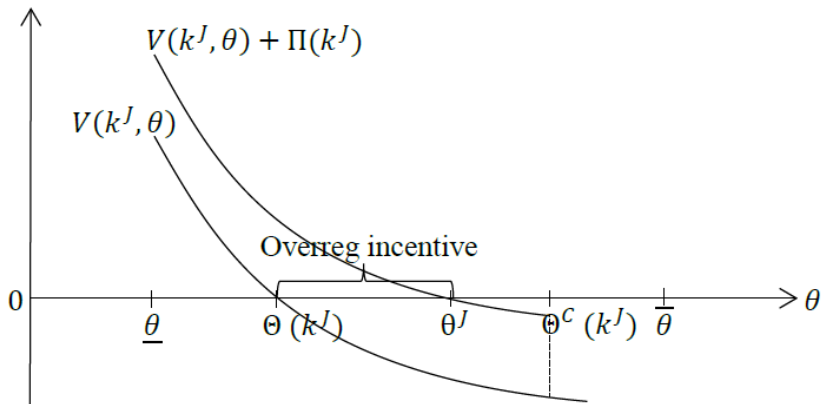 V(k^J, θ) + Π(k^J)
V(k^J, θ)
Overreg incentive
0 θ
θ̲ Θ (k^J) θ^J Θ^C (k^J) θ̅